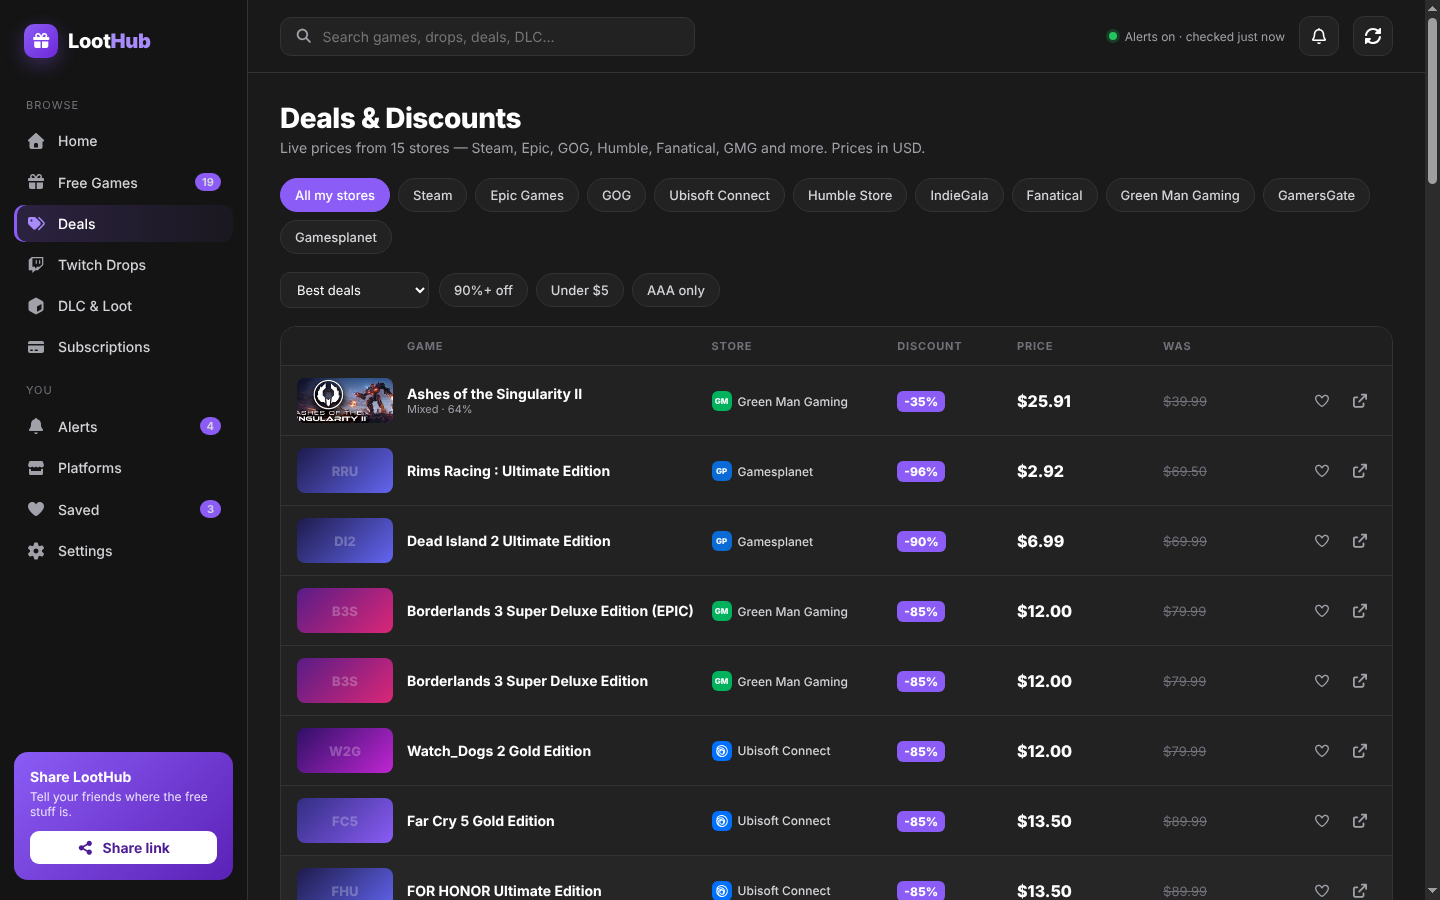 LootHub
Search games, drops, deals, DLC...
Alerts on · checked just now
BROWSE
Home
Free Games 19
Deals
Twitch Drops
DLC & Loot
Subscriptions
YOU
Alerts 4
Platforms
Saved 3
Settings
Share LootHub
Tell your friends where the free
stuff is.
Share link
Deals & Discounts
Live prices from 15 stores — Steam, Epic, GOG, Humble, Fanatical, GMG and more. Prices in USD.
All my stores Steam Epic Games GOG Ubisoft Connect Humble Store IndieGala Fanatical Green Man Gaming GamersGate
Gamesplanet
Best deals 90%+ off Under $5 AAA only
GAME STORE DISCOUNT PRICE WAS
ASHES OF THE
SINGULARITY II
Ashes of the Singularity II
Mixed · 64%
GM Green Man Gaming -35% $25.91 $39.99
RRU Rims Racing : Ultimate Edition GP Gamesplanet -96% $2.92 $69.50
DI2 Dead Island 2 Ultimate Edition GP Gamesplanet -90% $6.99 $69.99
B3S Borderlands 3 Super Deluxe Edition (EPIC) GM Green Man Gaming -85% $12.00 $79.99
B3S Borderlands 3 Super Deluxe Edition GM Green Man Gaming -85% $12.00 $79.99
W2G Watch_Dogs 2 Gold Edition Ubisoft Connect -85% $12.00 $79.99
FC5 Far Cry 5 Gold Edition Ubisoft Connect -85% $13.50 $89.99
FHU FOR HONOR Ultimate Edition Ubisoft Connect -85% $13.50 $89.99